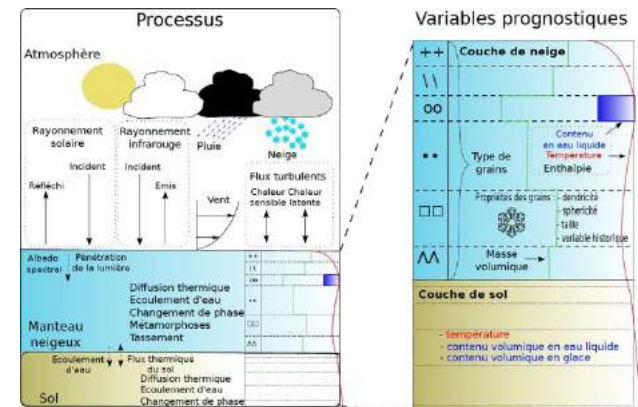 Processus
Atmosphère
Rayonnement
solaire
Incident
Réfléchi
Rayonnement
infrarouge
Incident
Emix
Pluie
Neige
Vent
Flux turbulents
Chaleur Chaleur
sensible latente
Albedo
spectral
Pénétration
de la lumière
Diffusion thermique
Ecoulement d'eau
Changement de phase
Métamorphoses
Tassement
Manteau
neigeux
++
\ \
oo
••
□□
ΛΛ
Ecoulement
d'eau
Flux thermique
du sol
Diffusion thermique
Ecoulement d'eau
Changement de phase
Sol
Variables prognostiques
++
Couche de neige
\ \
oo
••
□□
ΛΛ
Contenu
en eau liquide
Température
Enthalpie
Type de
grains
Propriétés des grains :
- dendricité
- sphéricité
- taille
- variable historique
Masse
volumique
Couche de sol
- température
- contenu volumique en eau liquide
- contenu volumique en glace